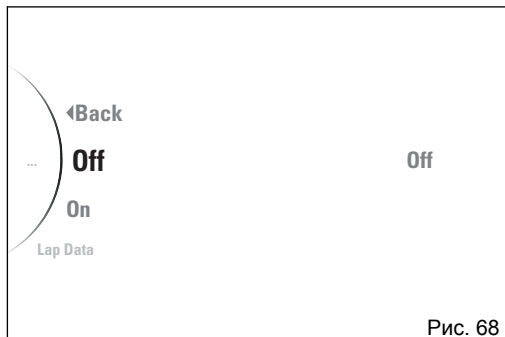 ◀Back
... Off Off
On
Lap Data
Рис. 68